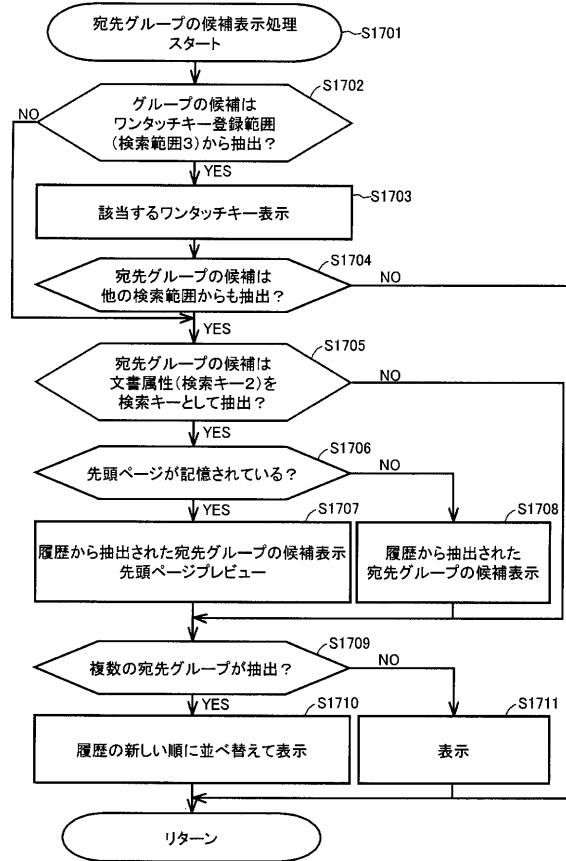 宛先グループの候補表示処理
スタート
S1701
S1702
グループの候補は
ワンタッチキー登録範囲
(検索範囲3)から抽出?
NO
YES
S1703
該当するワンタッチキー表示
S1704
宛先グループの候補は
他の検索範囲からも抽出?
NO
YES
S1705
宛先グループの候補は
文書属性(検索キー2)を
検索キーとして抽出?
NO
YES
S1706
先頭ページが記憶されている?
NO
YES
S1707
履歴から抽出された宛先グループの候補表示
先頭ページプレビュー
S1708
履歴から抽出された
宛先グループの候補表示
S1709
複数の宛先グループが抽出?
NO
YES
S1710
履歴の新しい順に並べ替えて表示
S1711
表示
リターン